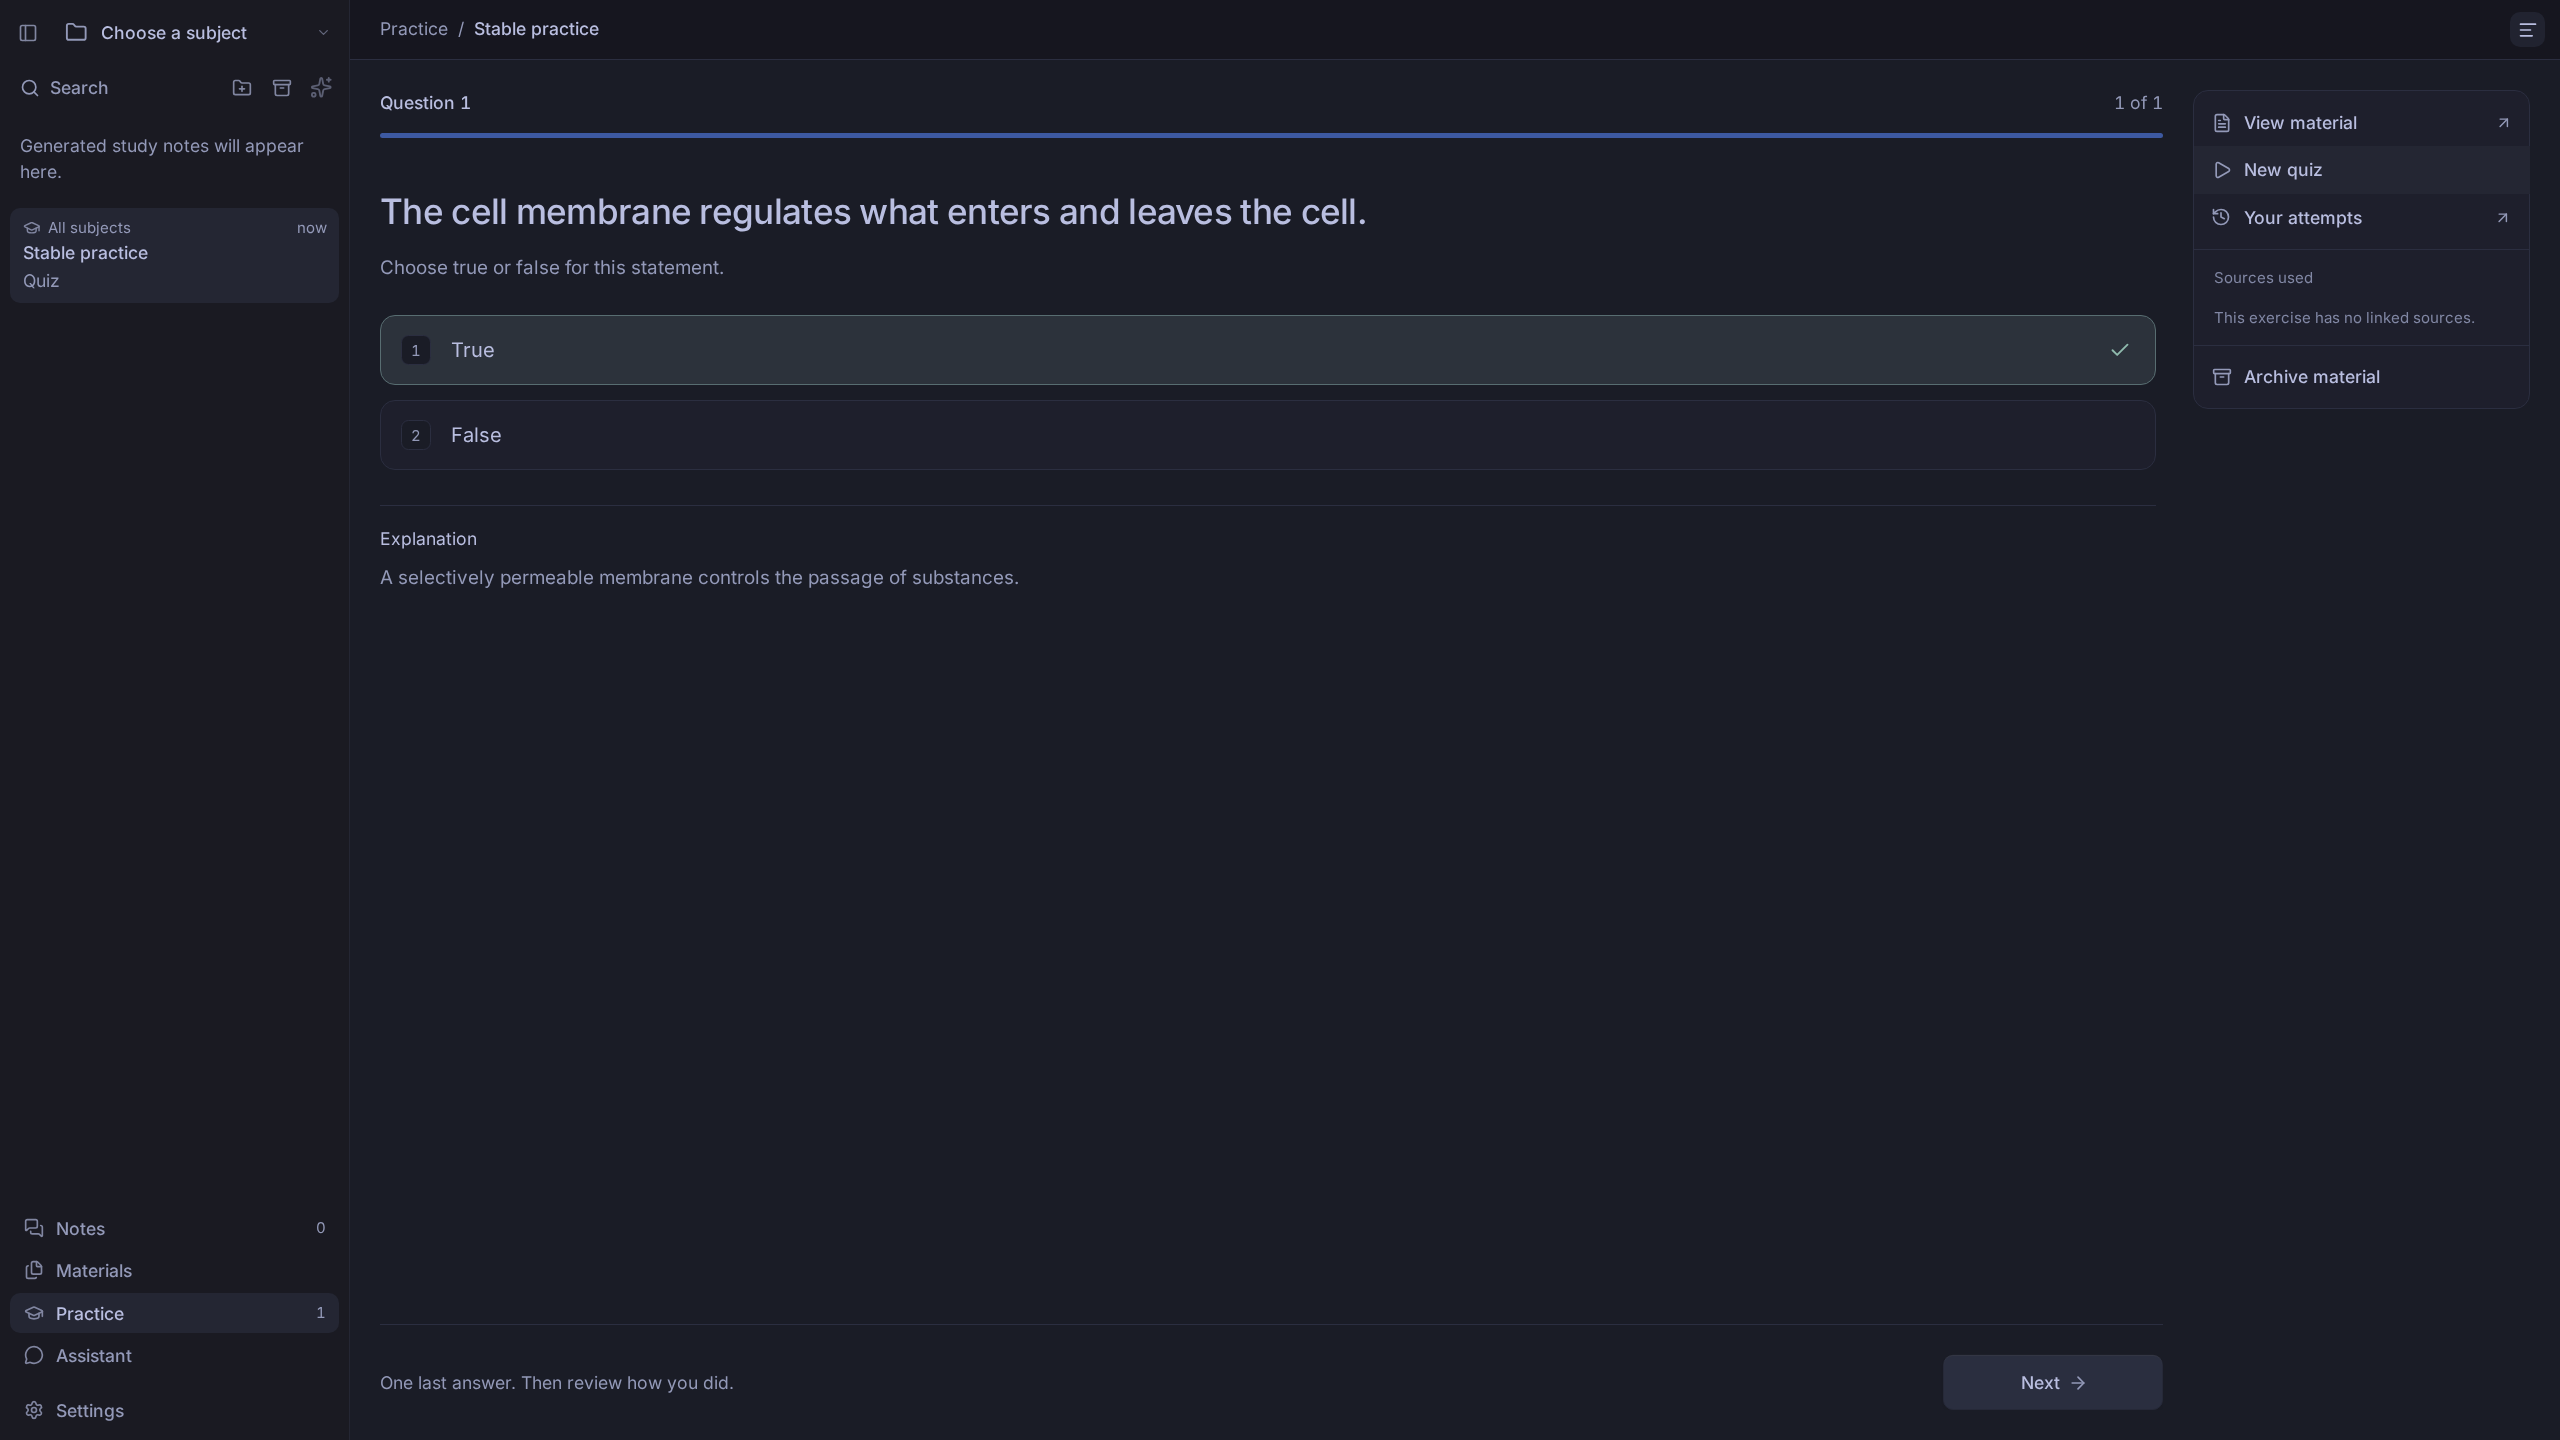 Choose a subject
Search
Generated study notes will appear
here.
All subjects now
Stable practice
Quiz
Notes 0
Materials
Practice 1
Assistant
Settings
Practice / Stable practice
Question 1 1 of 1
The cell membrane regulates what enters and leaves the cell.
Choose true or false for this statement.
1 True
2 False
Explanation
A selectively permeable membrane controls the passage of substances.
One last answer. Then review how you did.
Next
View material
New quiz
Your attempts
Sources used
This exercise has no linked sources.
Archive material